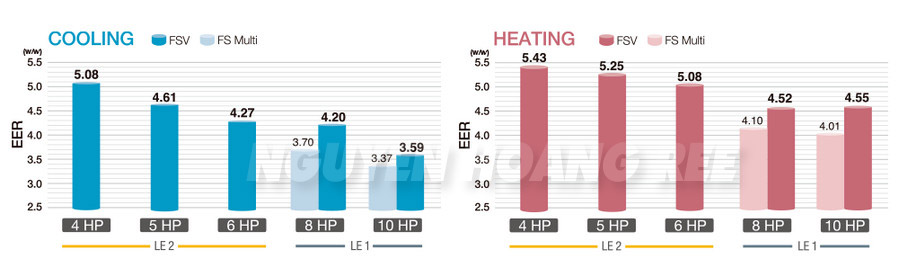 COOLING FSV FS Multi
(w/w)
EER
5.5
5.0
4.5
4.0
3.5
3.0
2.5
5.08
4.61
4.27
3.70
4.20
3.37
3.59
4 HP 5 HP 6 HP 8 HP 10 HP
LE 2 LE 1
HEATING FSV FS Multi
(w/w)
EER
5.5
5.0
4.5
4.0
3.5
3.0
2.5
5.43
5.25
5.08
4.10
4.52
4.01
4.55
4 HP 5 HP 6 HP 8 HP 10 HP
LE 2 LE 1
NGUYEN HOANG REE